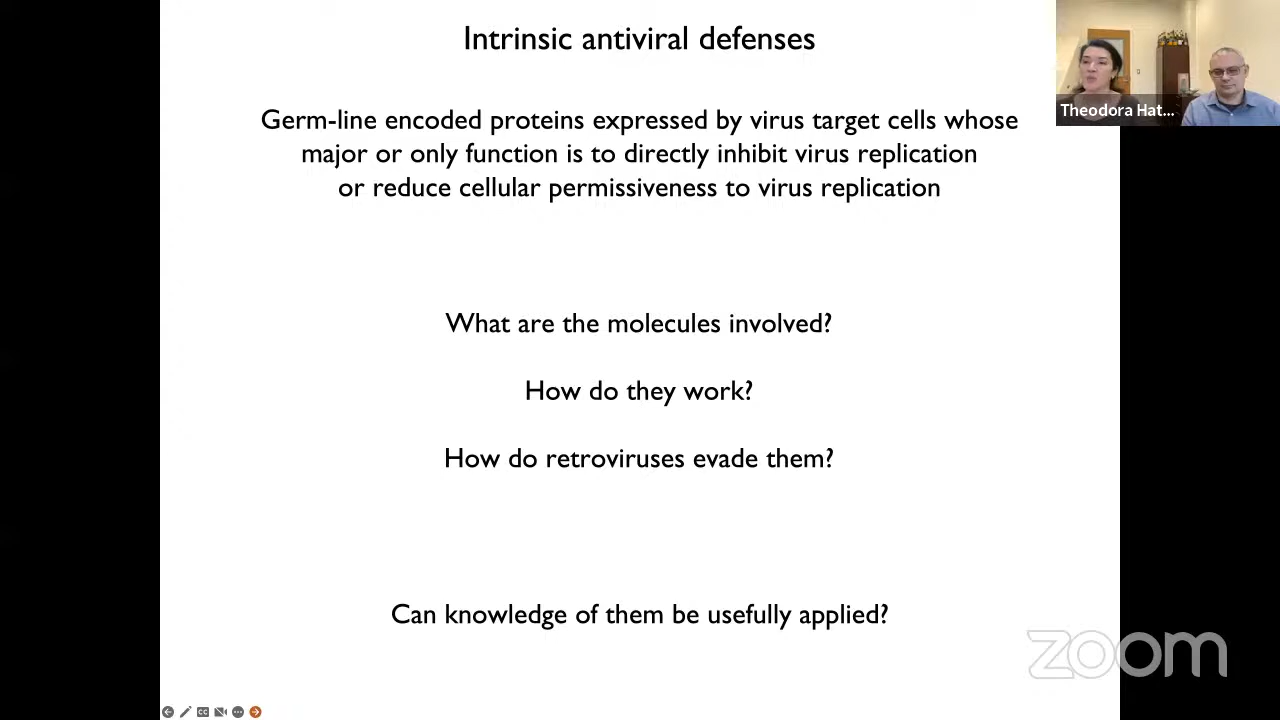 Intrinsic antiviral defenses
Theodora Hat...
Germ-line encoded proteins expressed by virus target cells whose
major or only function is to directly inhibit virus replication
or reduce cellular permissiveness to virus replication
What are the molecules involved?
How do they work?
How do retroviruses evade them?
Can knowledge of them be usefully applied?
zoom
CC